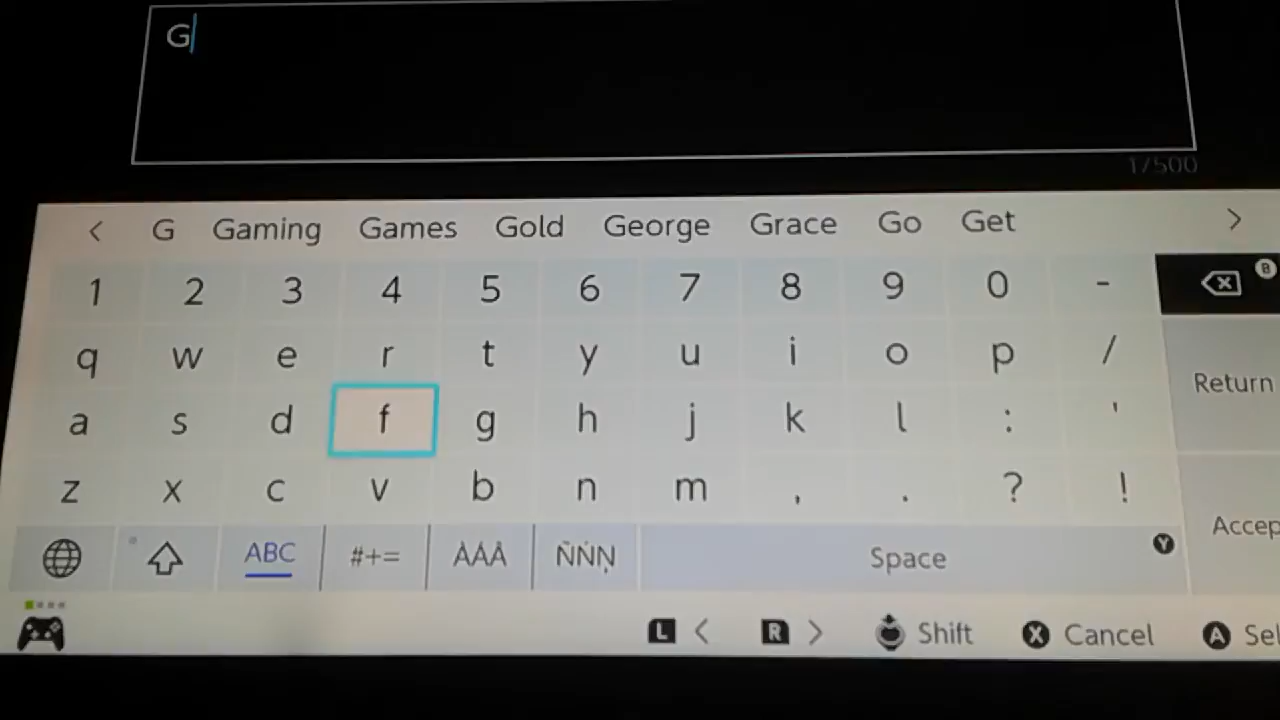 G
1/500
< G Gaming Games Gold George Grace Go Get >
1 2 3 4 5 6 7 8 9 0 - B
q w e r t y u i o p /
Return
a s d f g h j k l : '
z x c v b n m , . ? !
Accep
ABC #+= ÀÁÂ ÑŃŅ Space Y
L < R > Shift X Cancel A Sel